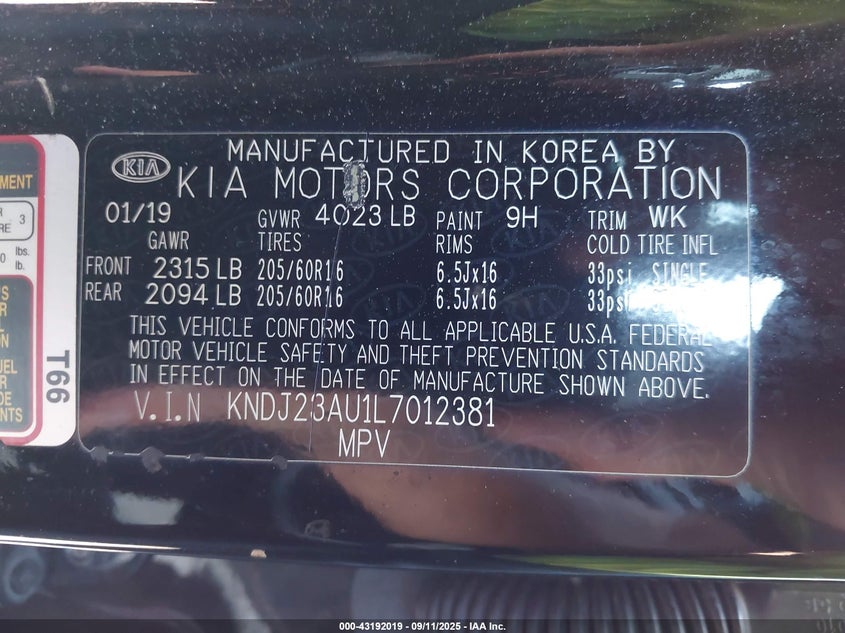 MANUFACTURED IN KOREA BY
KIA KIA MOTORS CORPORATION
01/19 GVWR 4023 LB PAINT 9H TRIM WK
GAWR TIRES RIMS COLD TIRE INFL
FRONT 2315 LB 205/60R16 6.5Jx16 33psi, SINGLE
REAR 2094 LB 205/60R16 6.5Jx16 33psi
THIS VEHICLE CONFORMS TO ALL APPLICABLE U.S.A. FEDERAL
MOTOR VEHICLE SAFETY AND THEFT PREVENTION STANDARDS
IN EFFECT ON THE DATE OF MANUFACTURE SHOWN ABOVE.
V.I.N KNDJ23AU1L7012381
MPV
3
lbs.
lb.
T66
000-43192019 - 09/11/2025 - IAA Inc.